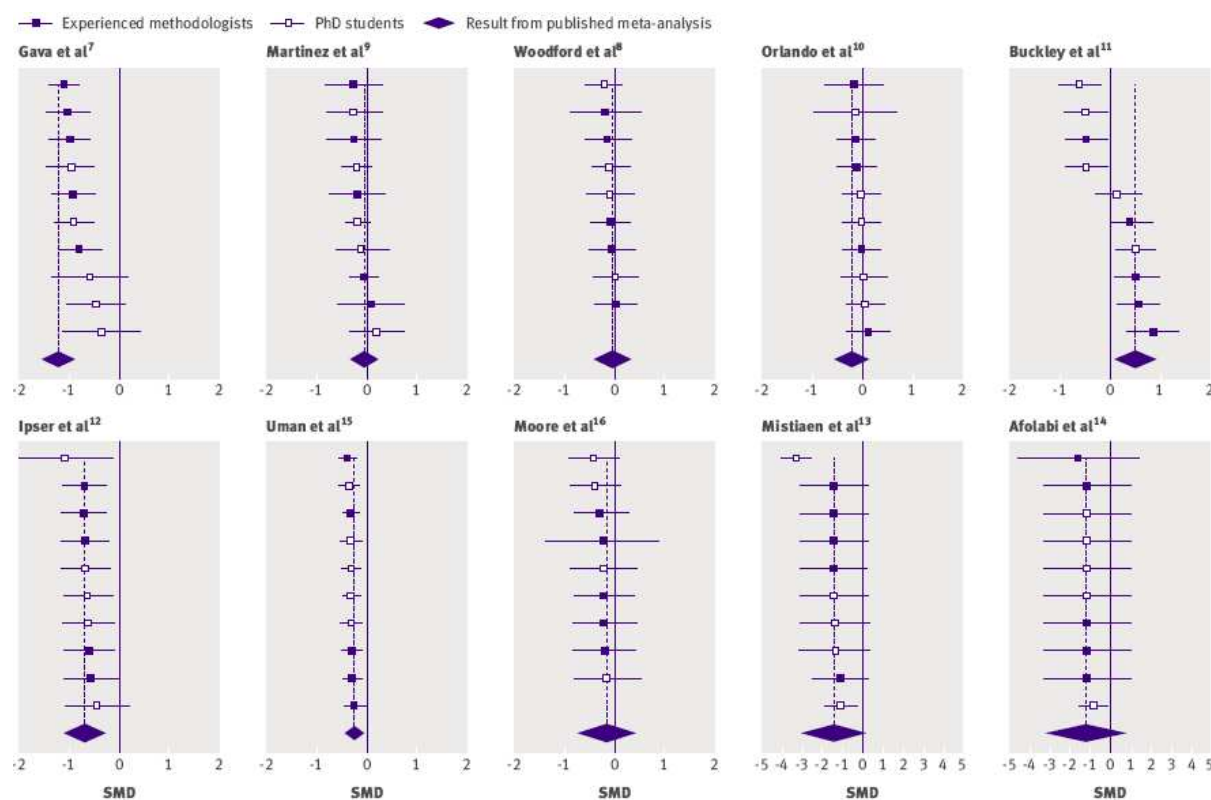 Experienced methodologists PhD students Result from published meta-analysis
Gava et al7 Martinez et al9 Woodford et al8 Orlando et al10 Buckley et al11
-2 -1 0 1 2 -2 -1 0 1 2 -2 -1 0 1 2 -2 -1 0 1 2 -2 -1 0 1 2
Ipser et al12 Uman et al15 Moore et al16 Mistiaen et al13 Afolabi et al14
-2 -1 0 1 2 -2 -1 0 1 2 -2 -1 0 1 2 -5 -4 -3 -2 -1 0 1 2 3 4 5 -5 -4 -3 -2 -1 0 1 2 3 4 5
SMD SMD SMD SMD SMD